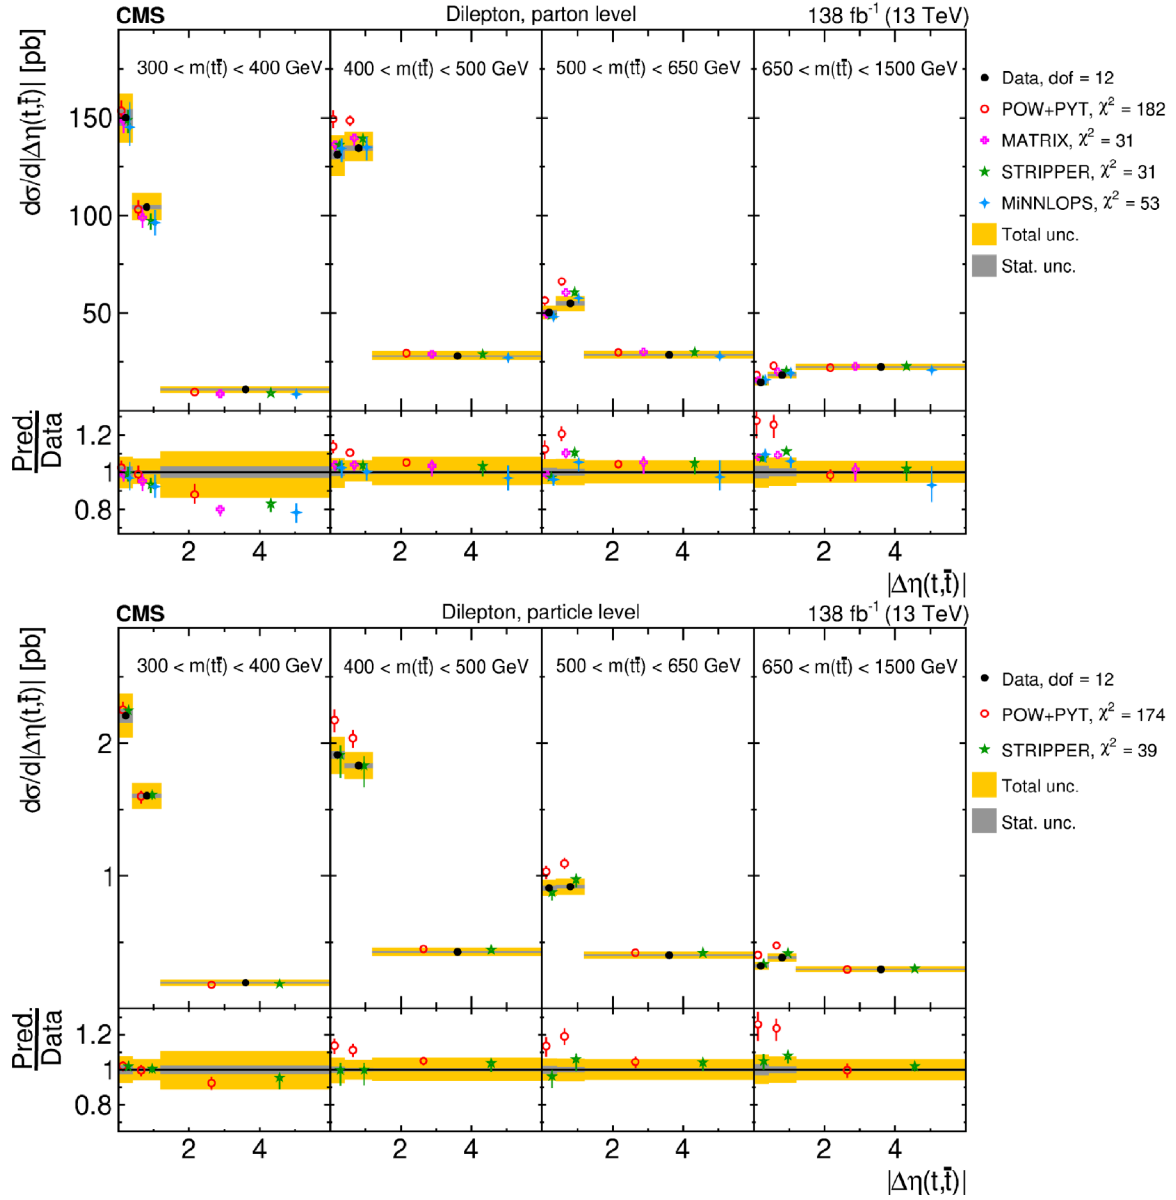 CMS Dilepton, parton level 138 fb⁻¹ (13 TeV)
dσ/d|Δη(t,t̄)| [pb]
300 < m(tt̄) < 400 GeV
400 < m(tt̄) < 500 GeV
500 < m(tt̄) < 650 GeV
650 < m(tt̄) < 1500 GeV
150
100
50
Data, dof = 12
POW+PYT, χ² = 182
MATRIX, χ² = 31
STRIPPER, χ² = 31
MiNNLOPS, χ² = 53
Total unc.
Stat. unc.
Pred.
Data
1.2
1
0.8
2 4 2 4 2 4 2 4
|Δη(t,t̄)|
CMS Dilepton, particle level 138 fb⁻¹ (13 TeV)
dσ/d|Δη(t,t̄)| [pb]
300 < m(tt̄) < 400 GeV
400 < m(tt̄) < 500 GeV
500 < m(tt̄) < 650 GeV
650 < m(tt̄) < 1500 GeV
2
1
Data, dof = 12
POW+PYT, χ² = 174
STRIPPER, χ² = 39
Total unc.
Stat. unc.
Pred.
Data
1.2
1
0.8
2 4 2 4 2 4 2 4
|Δη(t,t̄)|